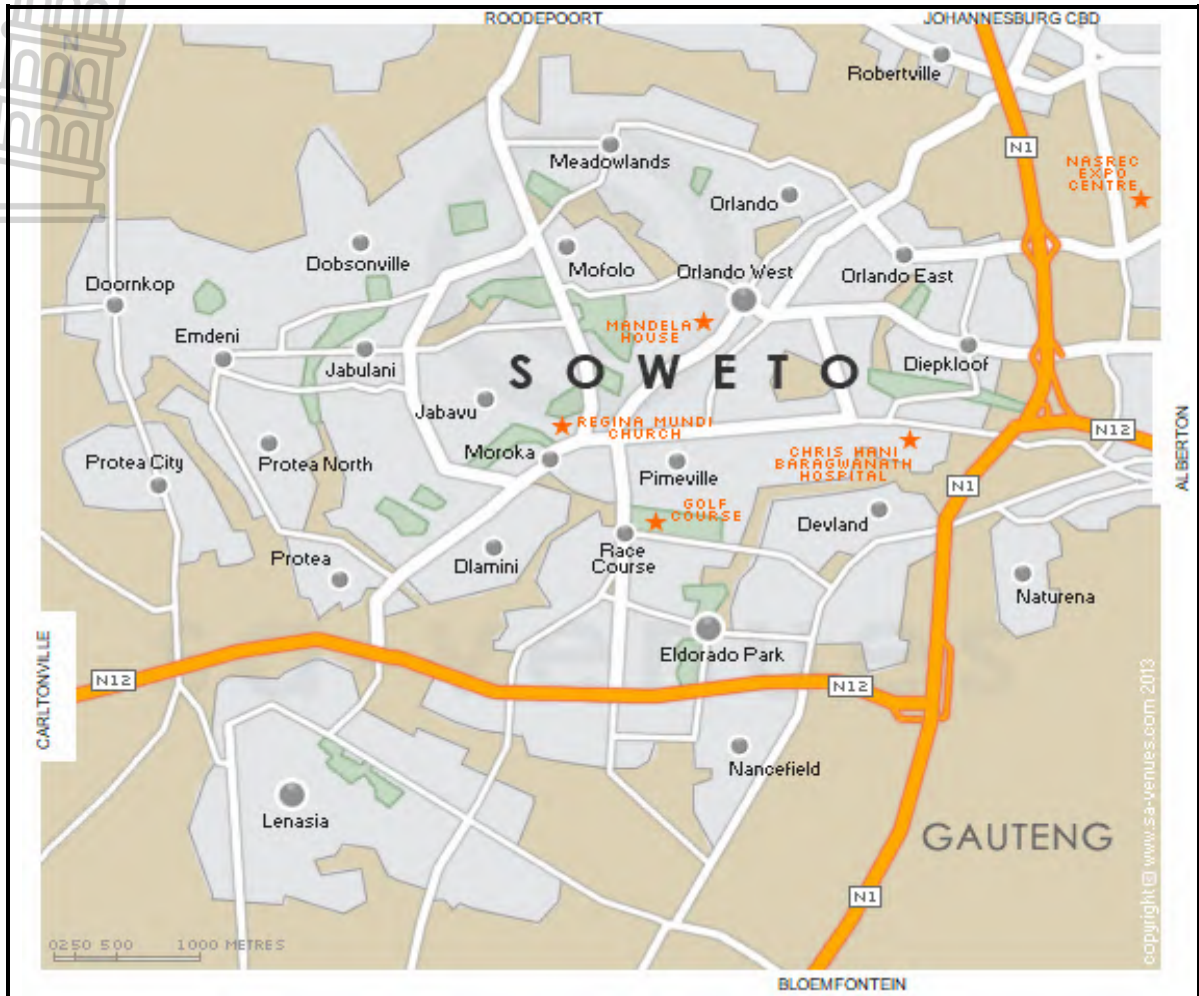 ROODEPOORT
JOHANNESBURG CBD
N
Robertville
N1
NASREC
EXPO
CENTRE
Meadowlands
Orlando
Dobsonville
Mofolo
Orlando West
Orlando East
Doornkop
MANDELA
HOUSE
Emdeni
Jabulani
SOWETO
Diepkloof
Jabavu
REGINA MUNDI
CHURCH
N12
ALBERTON
Protea City
Protea North
Moroka
Pimeville
CHRIS HANI
BARAGWANATH
HOSPITAL
N1
GOLF
COURSE
Devland
Protea
Dlamini
Race
Course
Naturena
CARLTONVILLE
Eldorado Park
N12
N12
Nancefield
Lenasia
GAUTENG
N1
0250 500 1000 METRES
copyright © www.sa-venues.com 2013
BLOEMFONTEIN